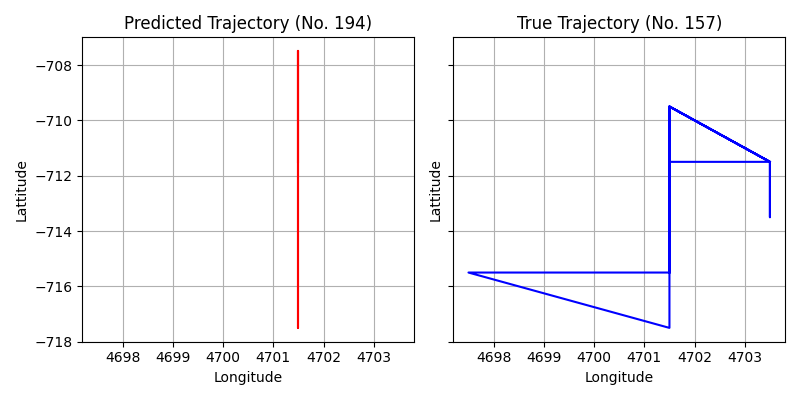 Predicted Trajectory (No. 194)
True Trajectory (No. 157)
−708
−710
−712
−714
−716
−718
Lattitude
Lattitude
4698 4699 4700 4701 4702 4703
4698 4699 4700 4701 4702 4703
Longitude
Longitude